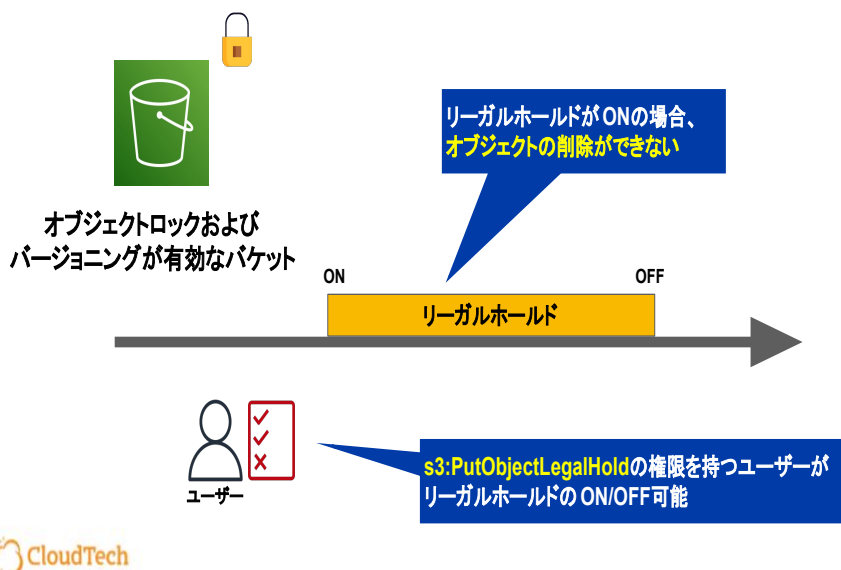 リーガルホールドがONの場合、
オブジェクトの削除ができない
オブジェクトロックおよび
バージョニングが有効なバケット
ON
OFF
リーガルホールド
s3:PutObjectLegalHoldの権限を持つユーザーが
リーガルホールドのON/OFF可能
ユーザー
CloudTech